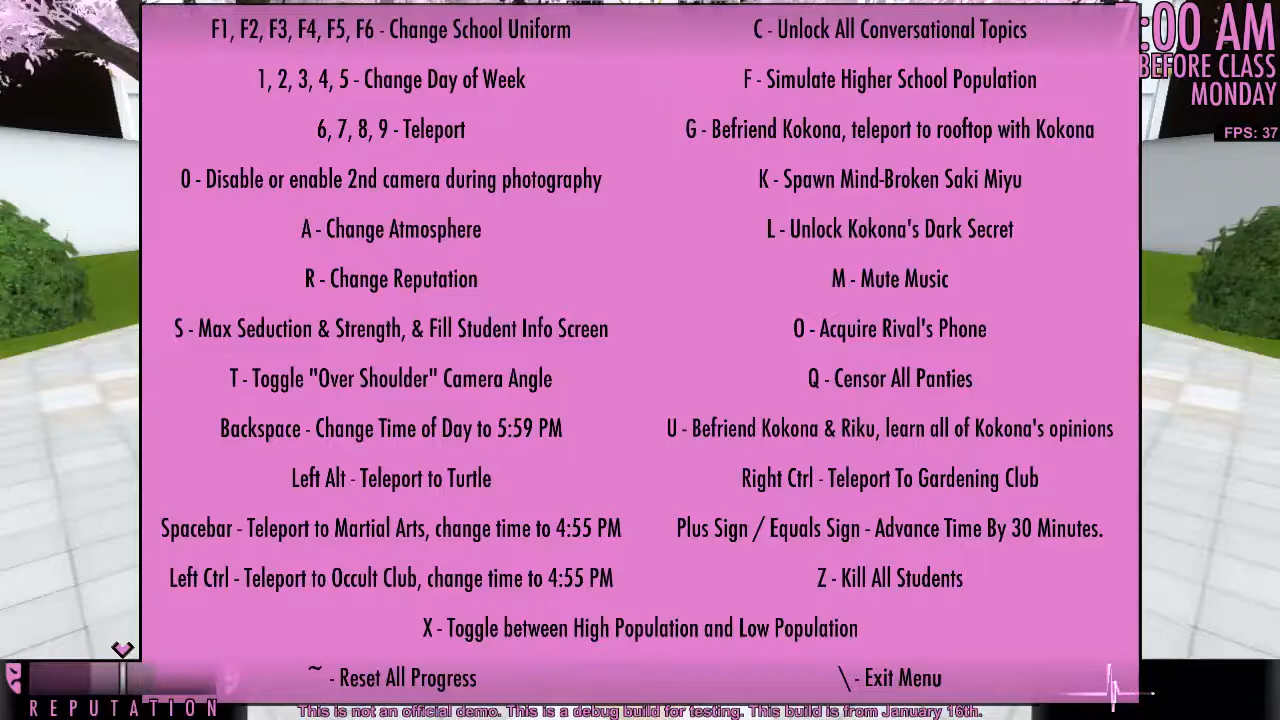 F1, F2, F3, F4, F5, F6 - Change School Uniform
C - Unlock All Conversational Topics
:00 AM
BEFORE CLASS
MONDAY
FPS: 37
1, 2, 3, 4, 5 - Change Day of Week
F - Simulate Higher School Population
6, 7, 8, 9 - Teleport
G - Befriend Kokona, teleport to rooftop with Kokona
0 - Disable or enable 2nd camera during photography
K - Spawn Mind-Broken Saki Miyu
A - Change Atmosphere
L - Unlock Kokona's Dark Secret
R - Change Reputation
M - Mute Music
S - Max Seduction & Strength, & Fill Student Info Screen
O - Acquire Rival's Phone
T - Toggle "Over Shoulder" Camera Angle
Q - Censor All Panties
Backspace - Change Time of Day to 5:59 PM
U - Befriend Kokona & Riku, learn all of Kokona's opinions
Left Alt - Teleport to Turtle
Right Ctrl - Teleport To Gardening Club
Spacebar - Teleport to Martial Arts, change time to 4:55 PM
Plus Sign / Equals Sign - Advance Time By 30 Minutes.
Left Ctrl - Teleport to Occult Club, change time to 4:55 PM
Z - Kill All Students
X - Toggle between High Population and Low Population
~ - Reset All Progress
\ - Exit Menu
REPUTATION
This is not an official demo. This is a debug build for testing. This build is from January 16th.